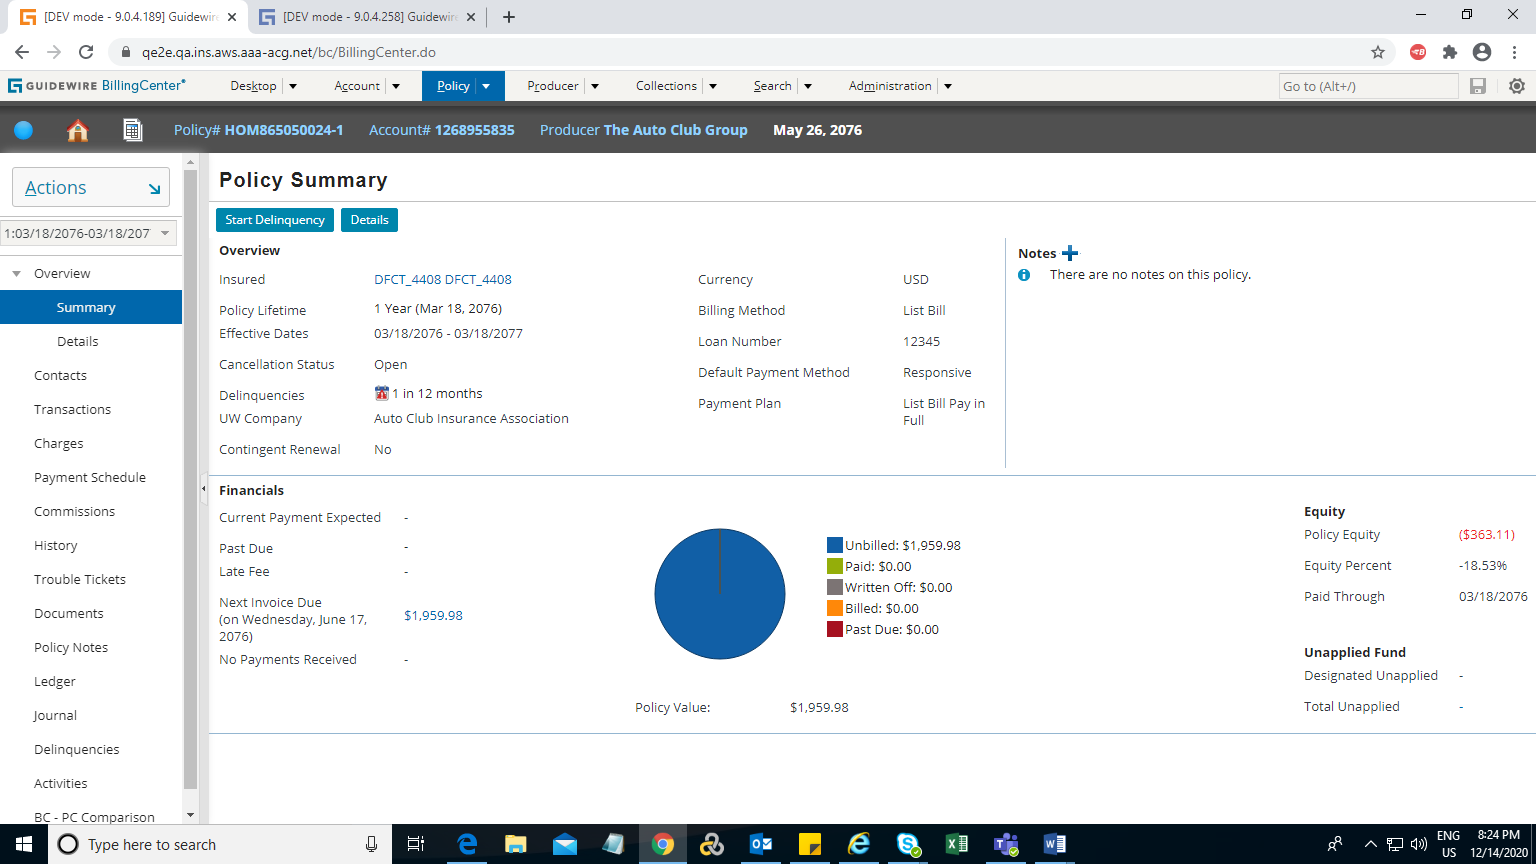 [DEV mode - 9.0.4.189] Guidewire
[DEV mode - 9.0.4.258] Guidewire
qe2e.qa.ins.aws.aaa-acg.net/bc/BillingCenter.do
GUIDEWIRE BillingCenter
Desktop
Account
Policy
Producer
Collections
Search
Administration
Go to (Alt+/)
Policy# HOM865050024-1
Account# 1268955835
Producer The Auto Club Group
May 26, 2076
Actions
1:03/18/2076-03/18/207
Overview
Summary
Details
Contacts
Transactions
Charges
Payment Schedule
Commissions
History
Trouble Tickets
Documents
Policy Notes
Ledger
Journal
Delinquencies
Activities
BC - PC Comparison
Policy Summary
Start Delinquency
Details
Overview
Insured DFCT_4408 DFCT_4408
Policy Lifetime 1 Year (Mar 18, 2076)
Effective Dates 03/18/2076 - 03/18/2077
Cancellation Status Open
Delinquencies 1 in 12 months
UW Company Auto Club Insurance Association
Contingent Renewal No
Currency USD
Billing Method List Bill
Loan Number 12345
Default Payment Method Responsive
Payment Plan List Bill Pay in
Full
Notes
There are no notes on this policy.
Financials
Current Payment Expected -
Past Due -
Late Fee -
Next Invoice Due
(on Wednesday, June 17, $1,959.98
2076)
No Payments Received -
Unbilled: $1,959.98
Paid: $0.00
Written Off: $0.00
Billed: $0.00
Past Due: $0.00
Policy Value: $1,959.98
Equity
Policy Equity ($363.11)
Equity Percent -18.53%
Paid Through 03/18/2076
Unapplied Fund
Designated Unapplied -
Total Unapplied -
Type here to search
ENG
US
8:24 PM
12/14/2020